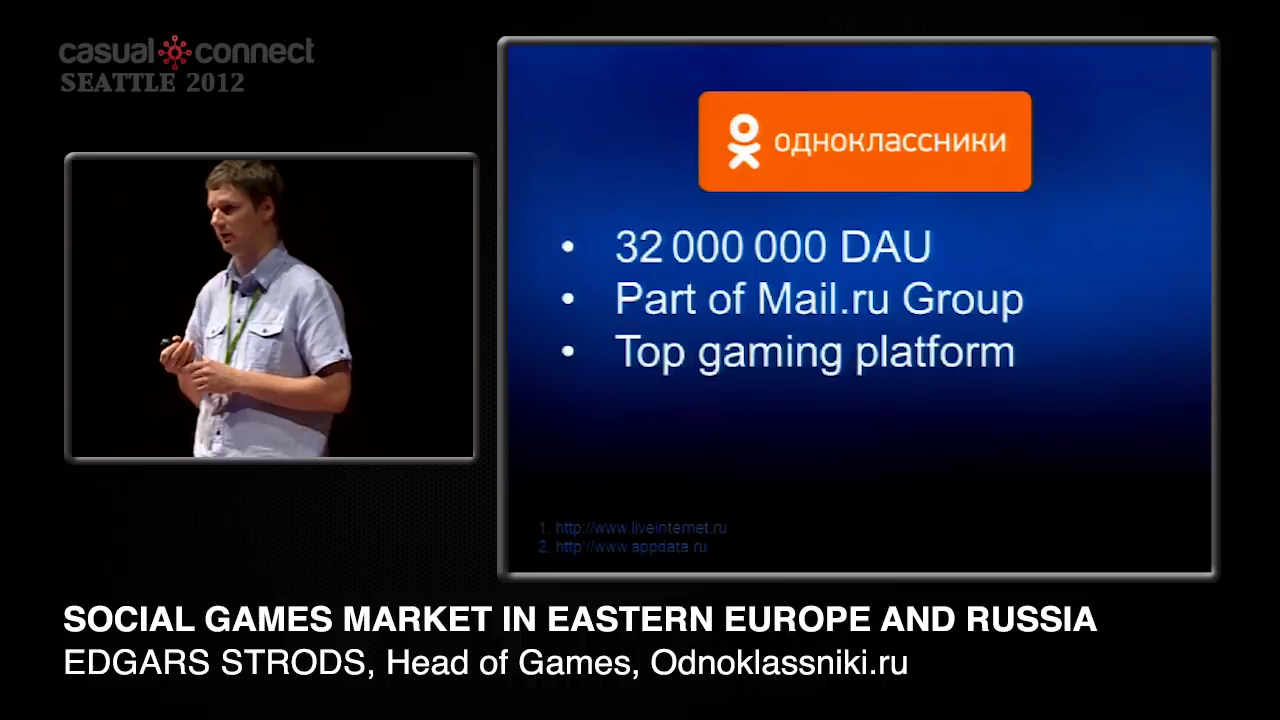 casual connect
SEATTLE 2012
одноклассники
• 32 000 000 DAU
• Part of Mail.ru Group
• Top gaming platform
1. http://www.liveinternet.ru
2. http://www.appdata.ru
SOCIAL GAMES MARKET IN EASTERN EUROPE AND RUSSIA
EDGARS STRODS, Head of Games, Odnoklassniki.ru